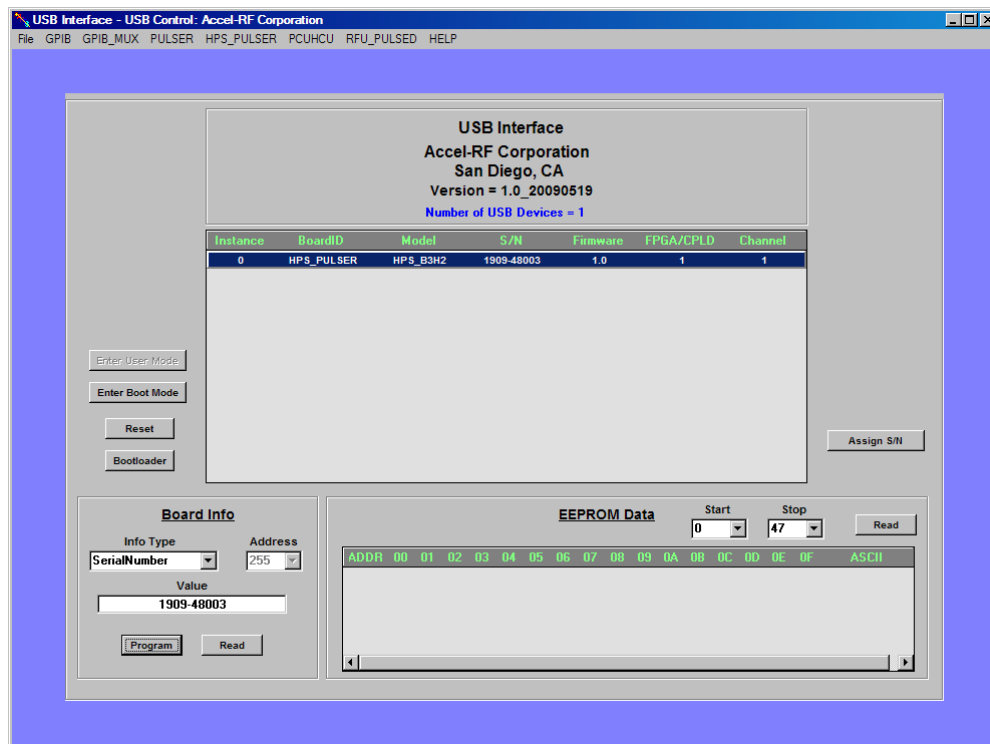 USB Interface - USB Control: Accel-RF Corporation
File GPIB GPIB_MUX PULSER HPS_PULSER PCUHCU RFU_PULSED HELP
USB Interface
Accel-RF Corporation
San Diego, CA
Version = 1.0_20090519
Number of USB Devices = 1
Instance BoardID Model S/N Firmware FPGA/CPLD Channel
0 HPS_PULSER HPS_B3H2 1909-48003 1.0 1 1
Enter User Mode
Enter Boot Mode
Reset
Bootloader
Assign S/N
Board Info
Info Type Address
SerialNumber 255
Value
1909-48003
Program Read
EEPROM Data
Start Stop
0 47 Read
ADDR 00 01 02 03 04 05 06 07 08 09 0A 0B 0C 0D 0E 0F ASCII